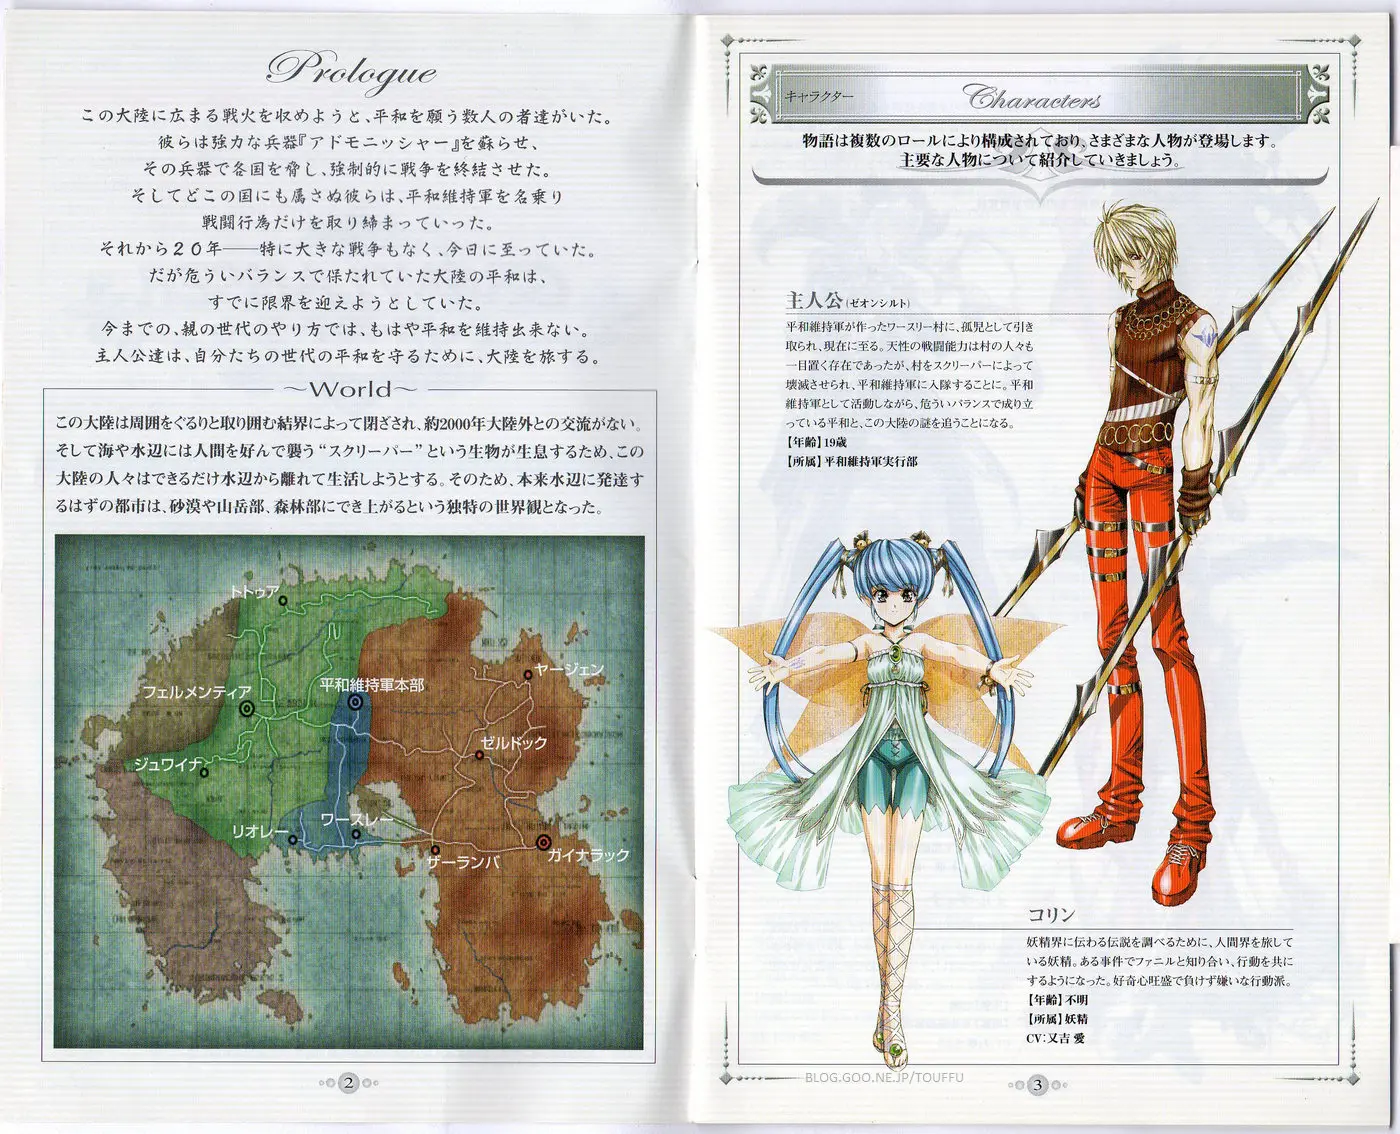 Prologue
この大陸に広まる戦火を収めようと、平和を願う数人の者達がいた。
彼らは強力な兵器『アドモニッシャー』を蘇らせ、
その兵器で各国を脅し、強制的に戦争を終結させた。
そしてどこの国にも属さぬ彼らは、平和維持軍を名乗り
戦闘行為だけを取り締まっていった。
それから２０年──特に大きな戦争もなく、今日に至っていた。
だが危ういバランスで保たれていた大陸の平和は、
すでに限界を迎えようとしていた。
今までの、親の世代のやり方では、もはや平和を維持出来ない。
主人公達は、自分たちの世代の平和を守るために、大陸を旅する。
～World～
この大陸は周囲をぐるりと取り囲む結界によって閉ざされ、約2000年大陸外との交流がない。
そして海や水辺には人間を好んで襲う“スクリーパー”という生物が生息するため、この
大陸の人々はできるだけ水辺から離れて生活しようとする。そのため、本来水辺に発達す
るはずの都市は、砂漠や山岳部、森林部にでき上がるという独特の世界観となった。
トトゥア
ヤージェン
フェルメンティア
平和維持軍本部
ゼルドック
ジュワイナ
リオレー
ワースレー
ザーランバ
ガイナラック
2
キャラクター
Characters
物語は複数のロールにより構成されており、さまざまな人物が登場します。
主要な人物について紹介していきましょう。
主人公(ゼオンシルト)
平和維持軍が作ったワースリー村に、孤児として引き
取られ、現在に至る。天性の戦闘能力は村の人々も
一目置く存在であったが、村をスクリーパーによって
壊滅させられ、平和維持軍に入隊することに。平和
維持軍として活動しながら、危ういバランスで成り立
っている平和と、この大陸の謎を追うことになる。
【年齢】19歳
【所属】平和維持軍実行部
コリン
妖精界に伝わる伝説を調べるために、人間界を旅して
いる妖精。ある事件でファニルと知り合い、行動を共に
するようになった。好奇心旺盛で負けず嫌いな行動派。
【年齢】不明
【所属】妖精
CV:又吉 愛
BLOG.GOO.NE.JP/TOUFFU
3